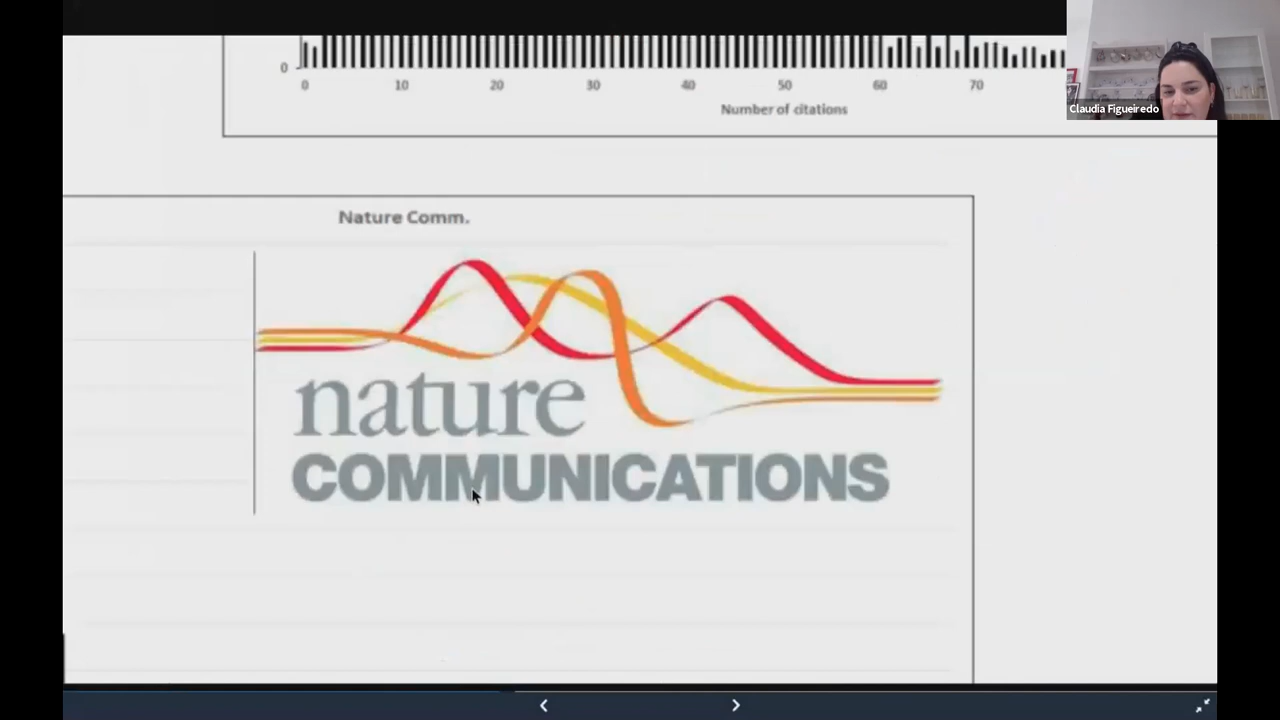 0
0 10 20 30 40 50 60 70
Number of citations
Claudia Figueiredo
Nature Comm.
nature
COMMUNICATIONS